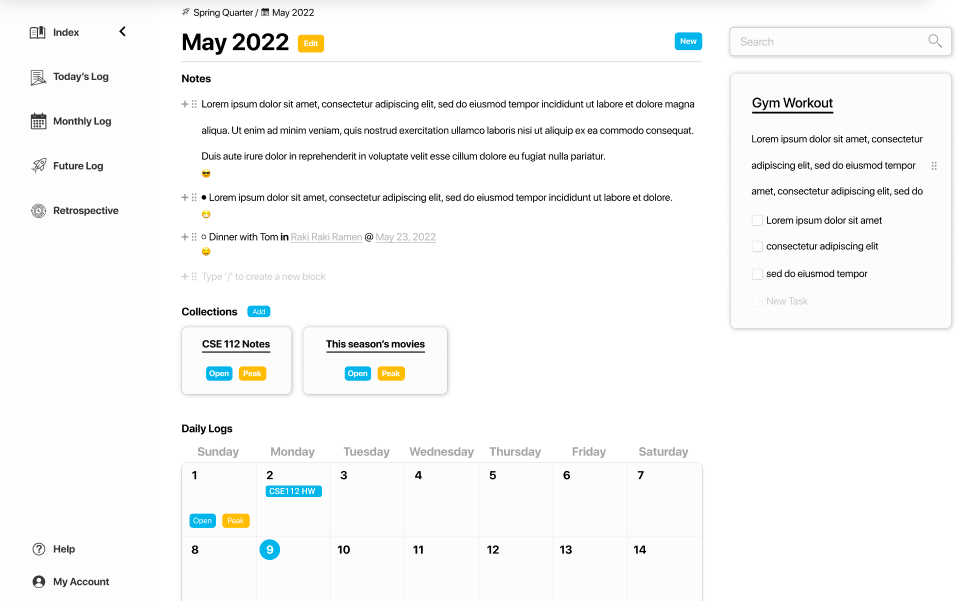 Index
Today's Log
Monthly Log
Future Log
Retrospective
Help
My Account
Spring Quarter / May 2022
May 2022 Edit New
Notes
Lorem ipsum dolor sit amet, consectetur adipiscing elit, sed do eiusmod tempor incididunt ut labore et dolore magna
aliqua. Ut enim ad minim veniam, quis nostrud exercitation ullamco laboris nisi ut aliquip ex ea commodo consequat.
Duis aute irure dolor in reprehenderit in voluptate velit esse cillum dolore eu fugiat nulla pariatur.
Lorem ipsum dolor sit amet, consectetur adipiscing elit, sed do eiusmod tempor incididunt ut labore et dolore.
Dinner with Tom in Raki Raki Ramen @ May 23, 2022
Type '/' to create a new block
Collections Add
CSE 112 Notes This season's movies
Open Peak Open Peak
Daily Logs
Sunday Monday Tuesday Wednesday Thursday Friday Saturday
1 2 3 4 5 6 7
CSE112 HW
Open Peak
8 9 10 11 12 13 14
Search
Gym Workout
Lorem ipsum dolor sit amet, consectetur
adipiscing elit, sed do eiusmod tempor
amet, consectetur adipiscing elit, sed do
Lorem ipsum dolor sit amet
consectetur adipiscing elit
sed do eiusmod tempor
New Task